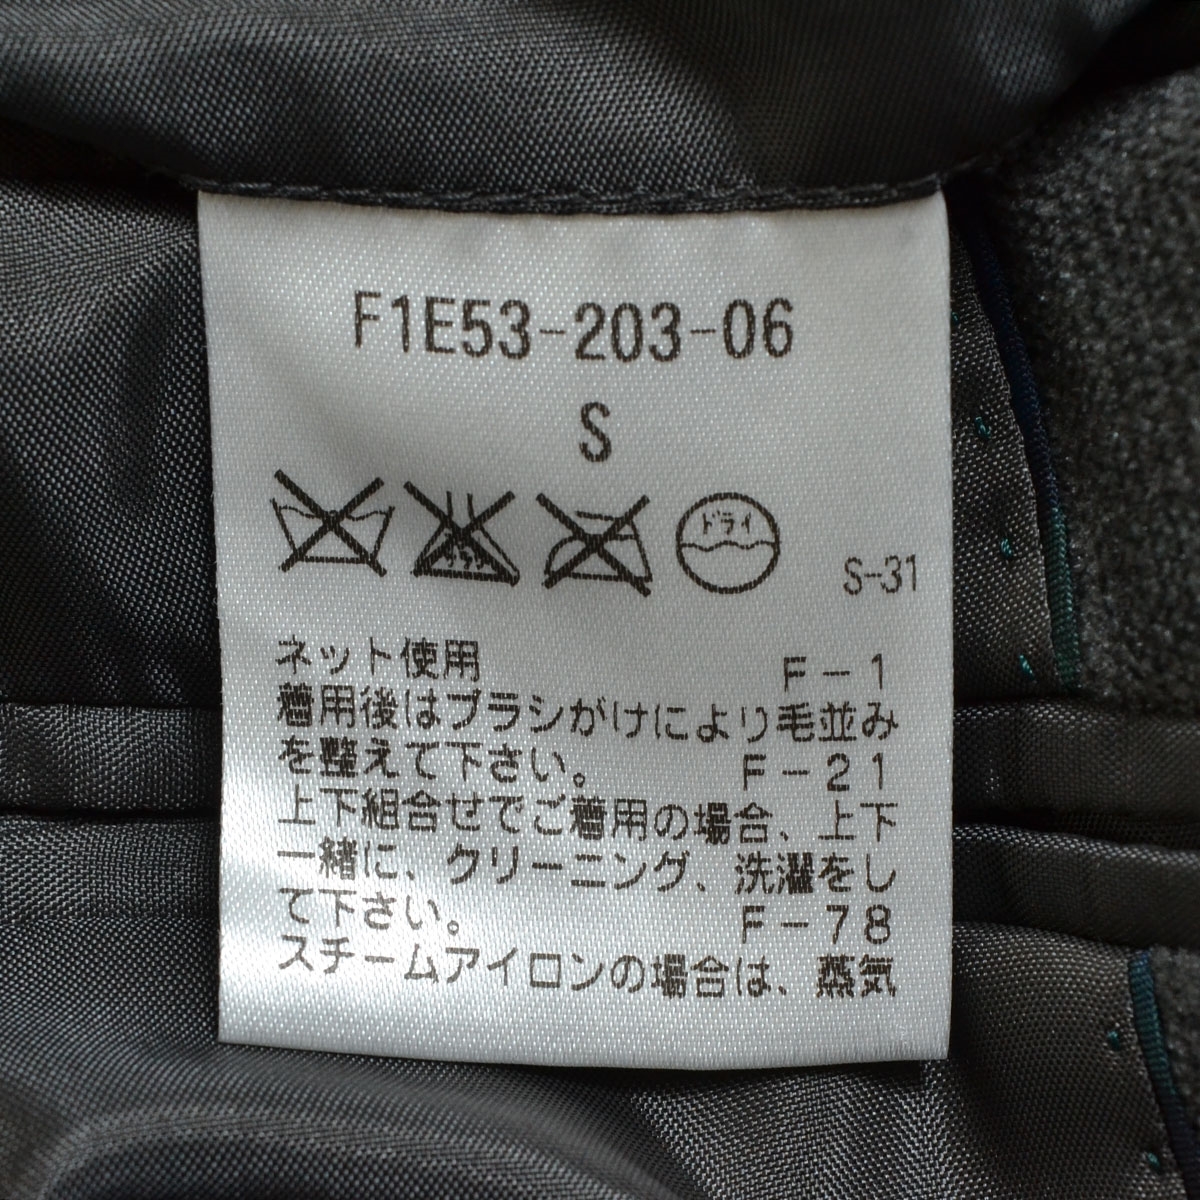 F1E53-203-06
S
ドライ
S-31
ネット使用 F-1
着用後はブラシがけにより毛並み
を整えて下さい。 F-21
上下組合せでご着用の場合、上下
一緒に、クリーニング、洗濯をし
て下さい。 F-78
スチームアイロンの場合は、蒸気